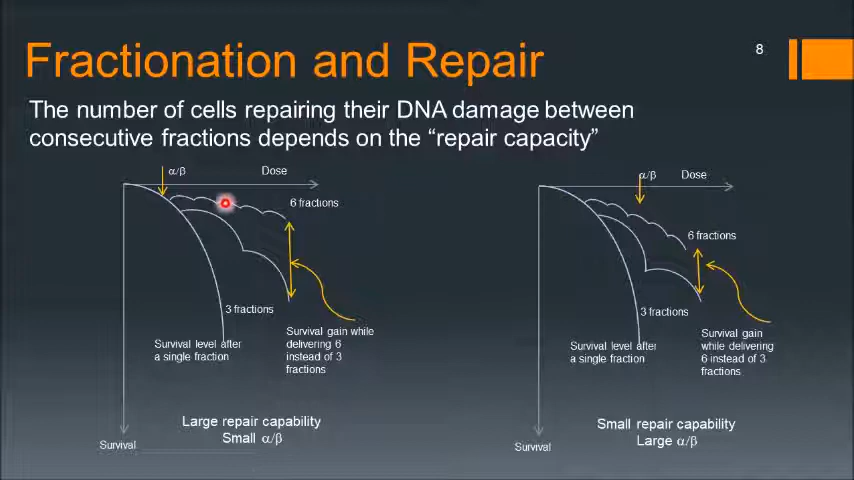 Fractionation and Repair
8
The number of cells repairing their DNA damage between
consecutive fractions depends on the “repair capacity”
α/β
Dose
6 fractions
3 fractions
Survival level after
a single fraction
Survival gain while
delivering 6
instead of 3
fractions
Large repair capability
Small α/β
Survival
α/β
Dose
6 fractions
3 fractions
Survival level after
a single fraction
Survival gain
while delivering
6 instead of 3
fractions
Small repair capability
Large α/β
Survival